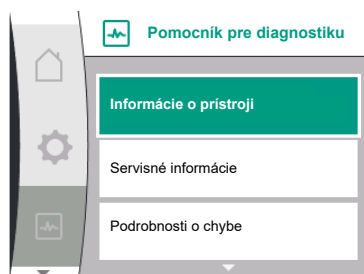 Pomocník pre diagnostiku
Informácie o prístroji
Servisné informácie
Podrobnosti o chybe